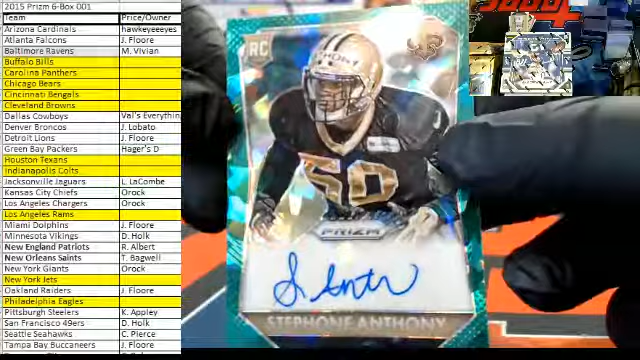 2015 Prizm 6-Box 001
Team Price/Owner
Arizona Cardinals hawkeeeyes
Atlanta Falcons J. Floore
Baltimore Ravens M. Vivian
Buffalo Bills
Carolina Panthers
Chicago Bears
Cincinnati Bengals
Cleveland Browns
Dallas Cowboys Val's Everythin
Denver Broncos J. Lobato
Detroit Lions J. Floore
Green Bay Packers Hager's D
Houston Texans
Indianapolis Colts
Jacksonville Jaguars L. LaCombe
Kansas City Chiefs Orock
Los Angeles Chargers Orock
Los Angeles Rams
Miami Dolphins J. Floore
Minnesota Vikings D. Holk
New England Patriots R. Albert
New Orleans Saints T. Bagwell
New York Giants Orock
New York Jets
Oakland Raiders J. Floore
Philadelphia Eagles
Pittsburgh Steelers K. Appley
San Francisco 49ers D. Holk
Seattle Seahawks C. Pierce
Tampa Bay Buccaneers J. Floore
RC
50
PRIZM
S. Anth
STEPHONE ANTHONY